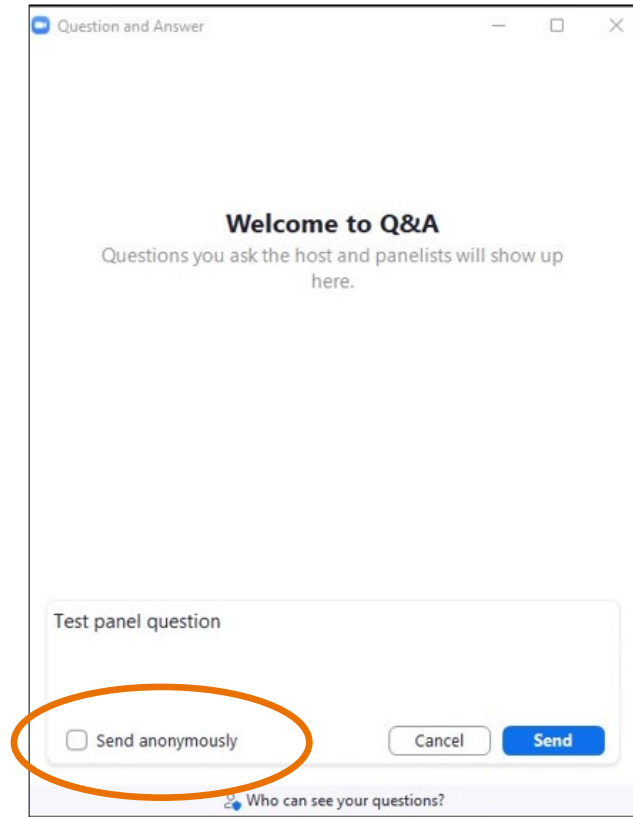 Question and Answer
Welcome to Q&A
Questions you ask the host and panelists will show up
here.
Test panel question
Send anonymously
Cancel
Send
Who can see your questions?